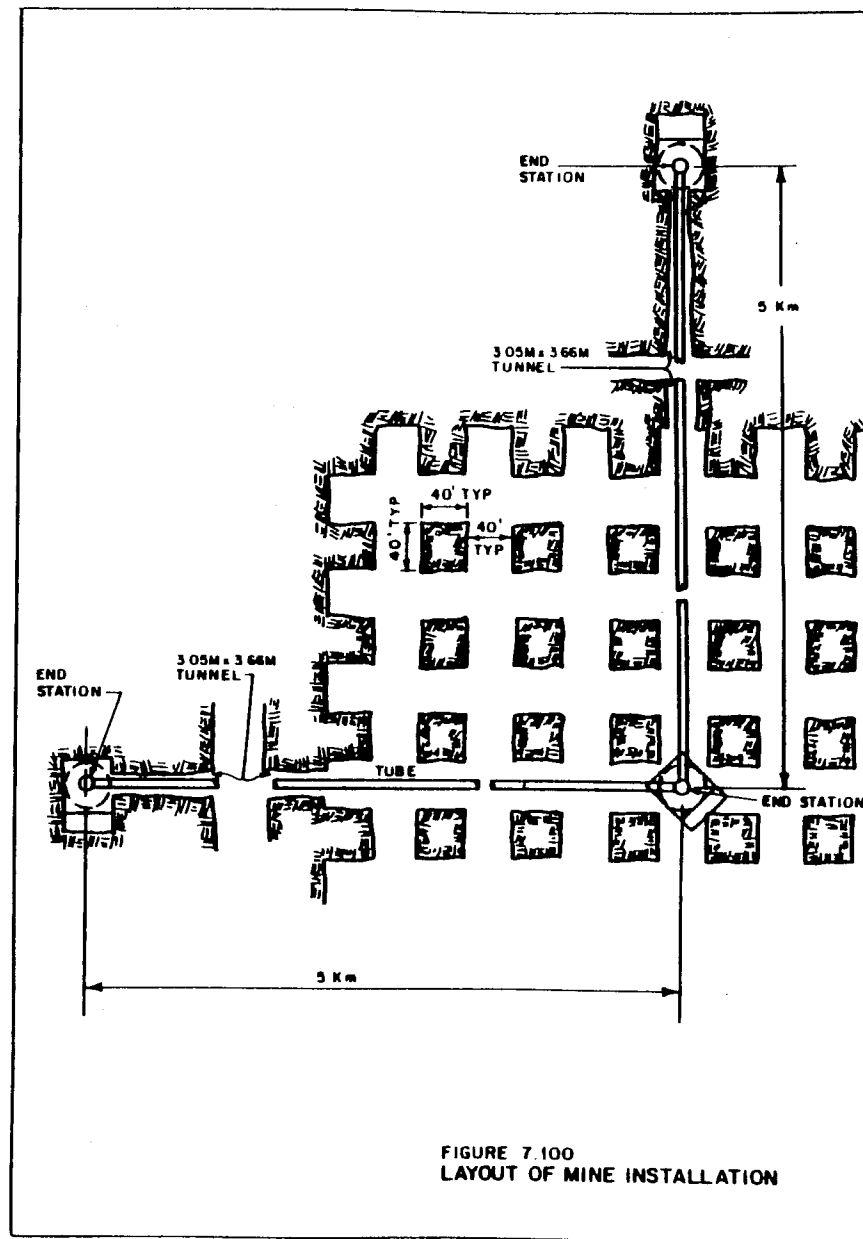 END
STATION
5 Km
3.05M x 3.66M
TUNNEL
40' TYP
40' TYP
40'
TYP
3.05M x 3.66M
TUNNEL
END
STATION
TUBE
END STATION
5 Km
FIGURE 7.100
LAYOUT OF MINE INSTALLATION